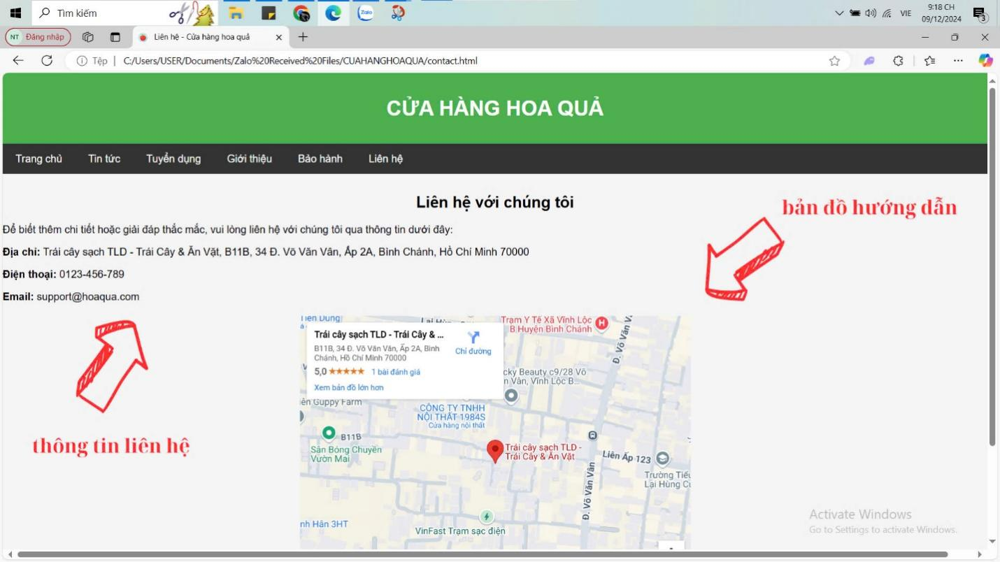 Tìm kiếm
Zalo
VIE
9:18 CH
09/12/2024
3
NT Đăng nhập
Liên hệ - Cửa hàng hoa quả
Tệp
C:/Users/USER/Documents/Zalo%20Received%20Files/CUAHANGHOAQUA/contact.html
CỬA HÀNG HOA QUẢ
Trang chủ Tin tức Tuyển dụng Giới thiệu Bảo hành Liên hệ
Liên hệ với chúng tôi
bản đồ hướng dẫn
Để biết thêm chi tiết hoặc giải đáp thắc mắc, vui lòng liên hệ với chúng tôi qua thông tin dưới đây:
Địa chỉ: Trái cây sạch TLD - Trái Cây & Ăn Vặt, B11B, 34 Đ. Võ Văn Vân, Ấp 2A, Bình Chánh, Hồ Chí Minh 70000
Điện thoại: 0123-456-789
Email: support@hoaqua.com
thông tin liên hệ
Trái cây sạch TLD - Trái Cây & ...
B11B, 34 Đ. Võ Văn Vân, Ấp 2A, Bình
Chánh, Hồ Chí Minh 70000
Chỉ đường
5,0 ★★★★★ 1 bài đánh giá
Xem bản đồ lớn hơn
Trạm Y Tế Xã Vĩnh Lộc
B Huyện Bình Chánh
H
Đ. Võ Văn V
cky Beauty c9/28 Võ
n Vân, Vĩnh Lộc B...
ên Guppy Farm
CÔNG TY TNHH
NỘI THẤT 1984S
Cửa hàng nội thất
B11B
Sân Bóng Chuyền
Vườn Mai
Trái cây sạch TLD -
Trái Cây & Ăn Vặt
Liên Ấp 123
Trường Tiể
Lại Hùng Cu
Đ. Võ Văn Vân
nh Hân 3HT
VinFast Trạm sạc điện
Activate Windows
Go to Settings to activate Windows.